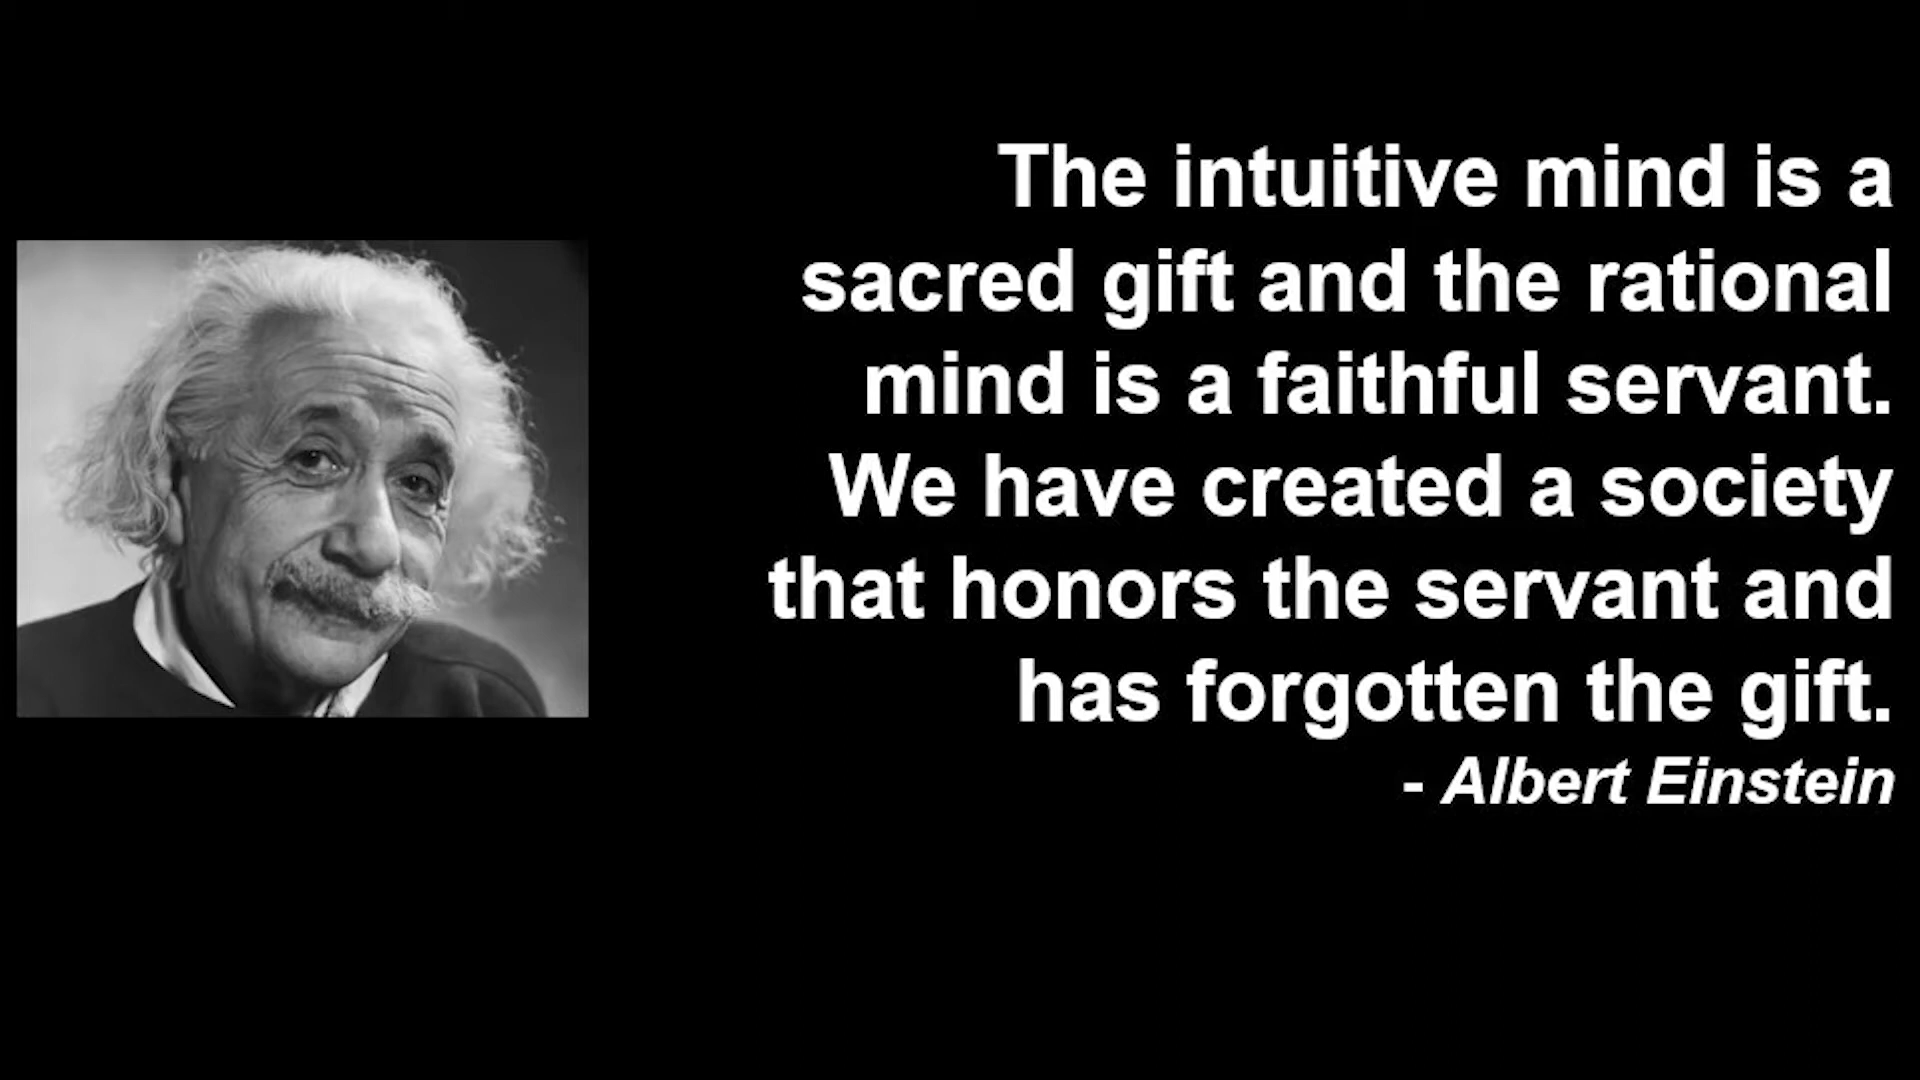 The intuitive mind is a
sacred gift and the rational
mind is a faithful servant.
We have created a society
that honors the servant and
has forgotten the gift.
- Albert Einstein